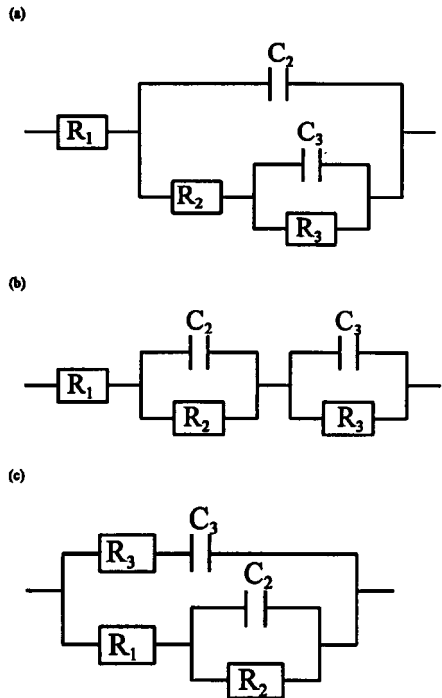 (a)
C₂
R₁
C₃
R₂
R₃
(b)
C₂ C₃
R₁
R₂ R₃
(c)
C₃
R₃
C₂
R₁
R₂